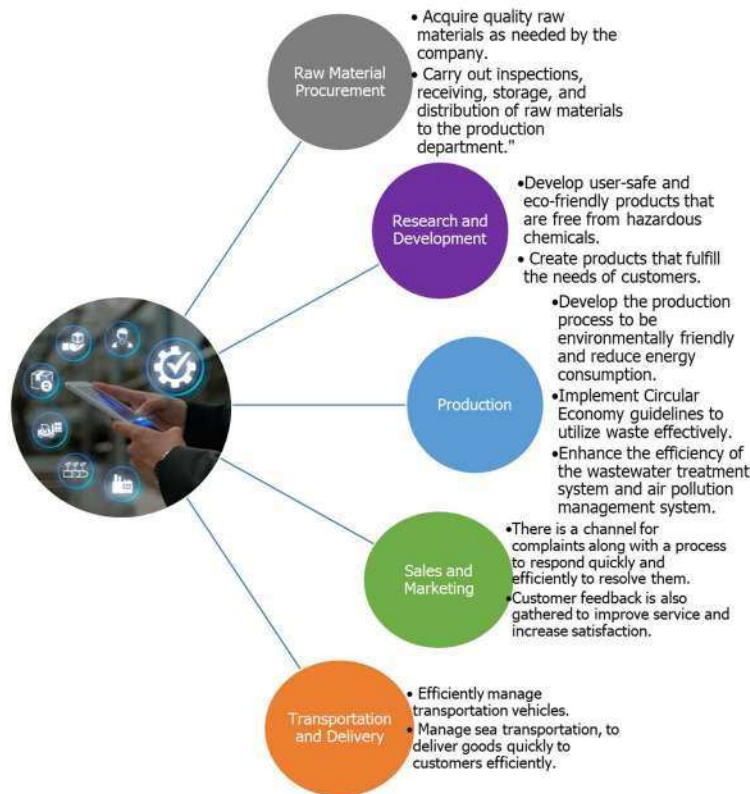 Raw Material
Procurement
• Acquire quality raw
materials as needed by the
company.
• Carry out inspections,
receiving, storage, and
distribution of raw materials
to the production
department."
Research and
Development
•Develop user-safe and
eco-friendly products that
are free from hazardous
chemicals.
• Create products that fulfill
the needs of customers.
Production
•Develop the production
process to be
environmentally friendly
and reduce energy
consumption.
•Implement Circular
Economy guidelines to
utilize waste effectively.
•Enhance the efficiency of
the wastewater treatment
system and air pollution
management system.
Sales and
Marketing
•There is a channel for
complaints along with a process
to respond quickly and
efficiently to resolve them.
•Customer feedback is also
gathered to improve service and
increase satisfaction.
Transportation
and Delivery
• Efficiently manage
transportation vehicles.
• Manage sea transportation, to
deliver goods quickly to
customers efficiently.